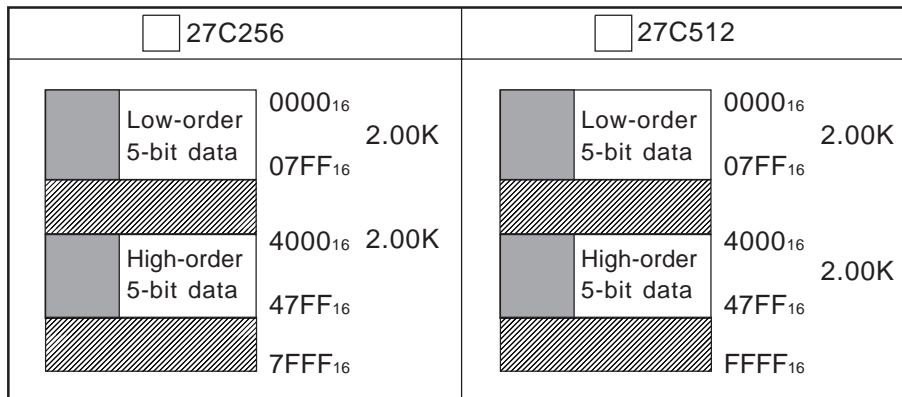 27C256
Low-order
5-bit data
0000₁₆
2.00K
07FF₁₆
High-order
5-bit data
4000₁₆ 2.00K
47FF₁₆
7FFF₁₆
27C512
Low-order
5-bit data
0000₁₆
2.00K
07FF₁₆
High-order
5-bit data
4000₁₆
2.00K
47FF₁₆
FFFF₁₆